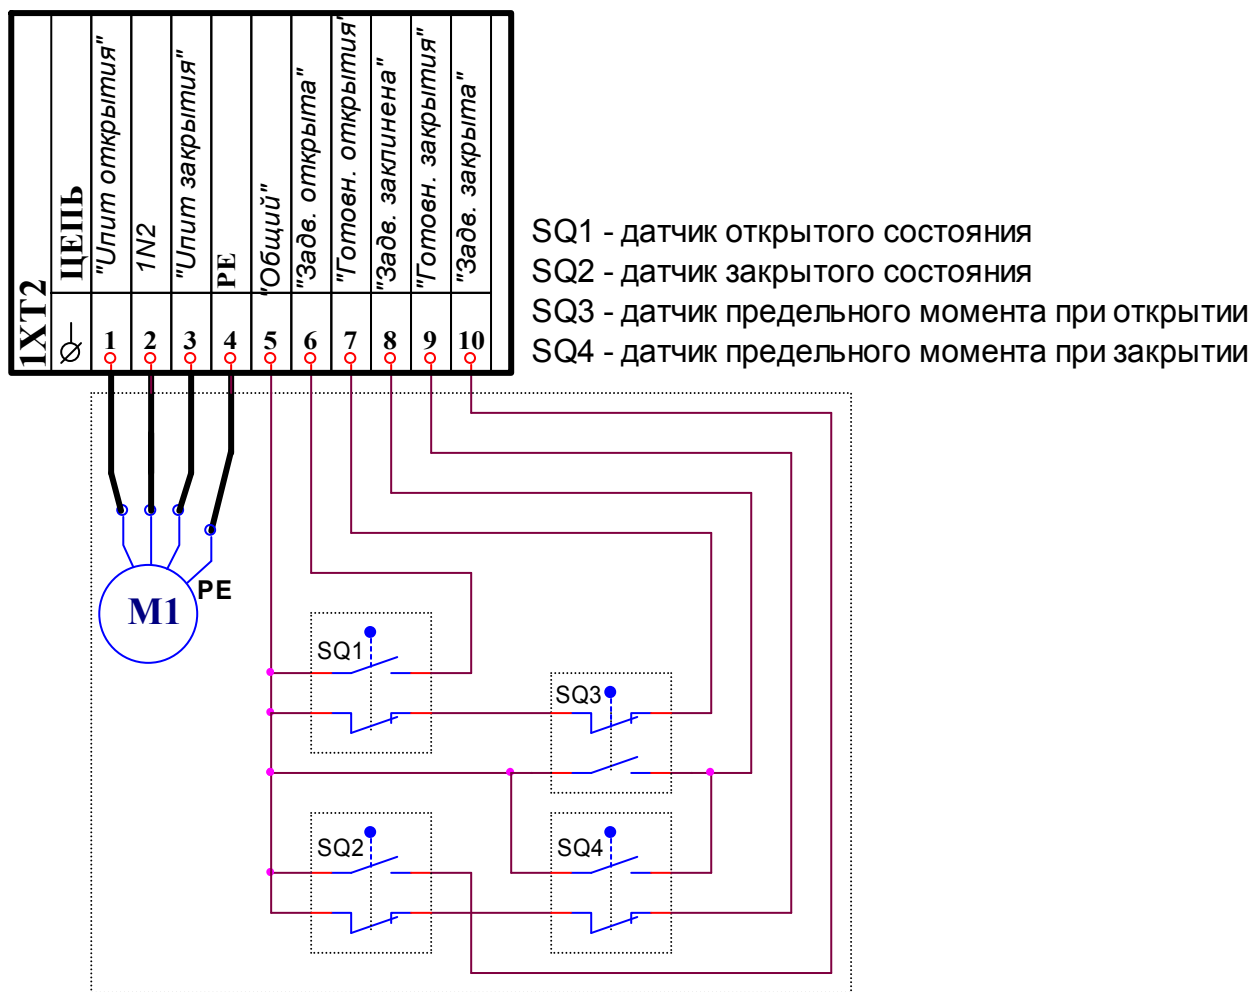 1XT2
ЦЕПЬ
"Uпит открытия"
1N2
"Uпит закрытия"
PE
"Общий"
"Задв. открыта"
"Готовн. открытия"
"Задв. заклинена"
"Готовн. закрытия"
"Задв. закрыта"
1 2 3 4 5 6 7 8 9 10
SQ1 - датчик открытого состояния
SQ2 - датчик закрытого состояния
SQ3 - датчик предельного момента при открытии
SQ4 - датчик предельного момента при закрытии
PE
M1
SQ1
SQ3
SQ2
SQ4